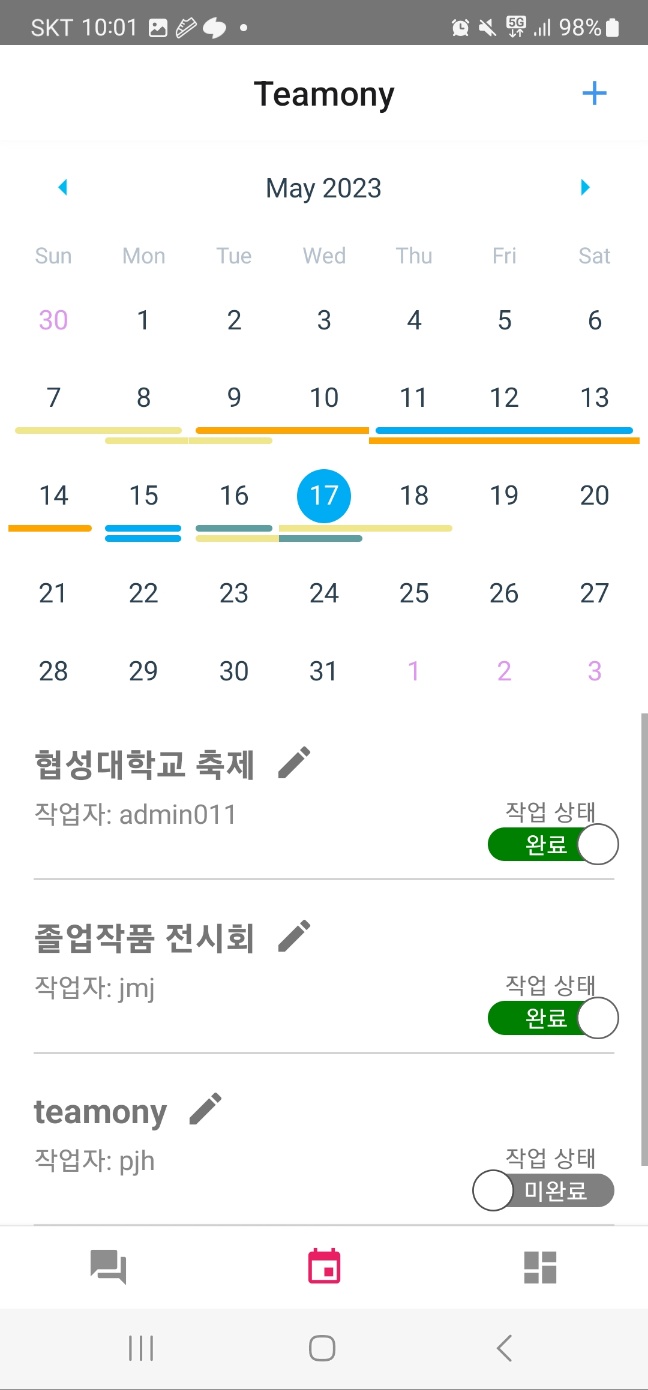 SKT 10:01 5G 98%
Teamony
May 2023
Sun Mon Tue Wed Thu Fri Sat
30 1 2 3 4 5 6
7 8 9 10 11 12 13
14 15 16 17 18 19 20
21 22 23 24 25 26 27
28 29 30 31 1 2 3
협성대학교 축제
작업자: admin011
작업 상태
완료
졸업작품 전시회
작업자: jmj
작업 상태
완료
teamony
작업자: pjh
작업 상태
미완료